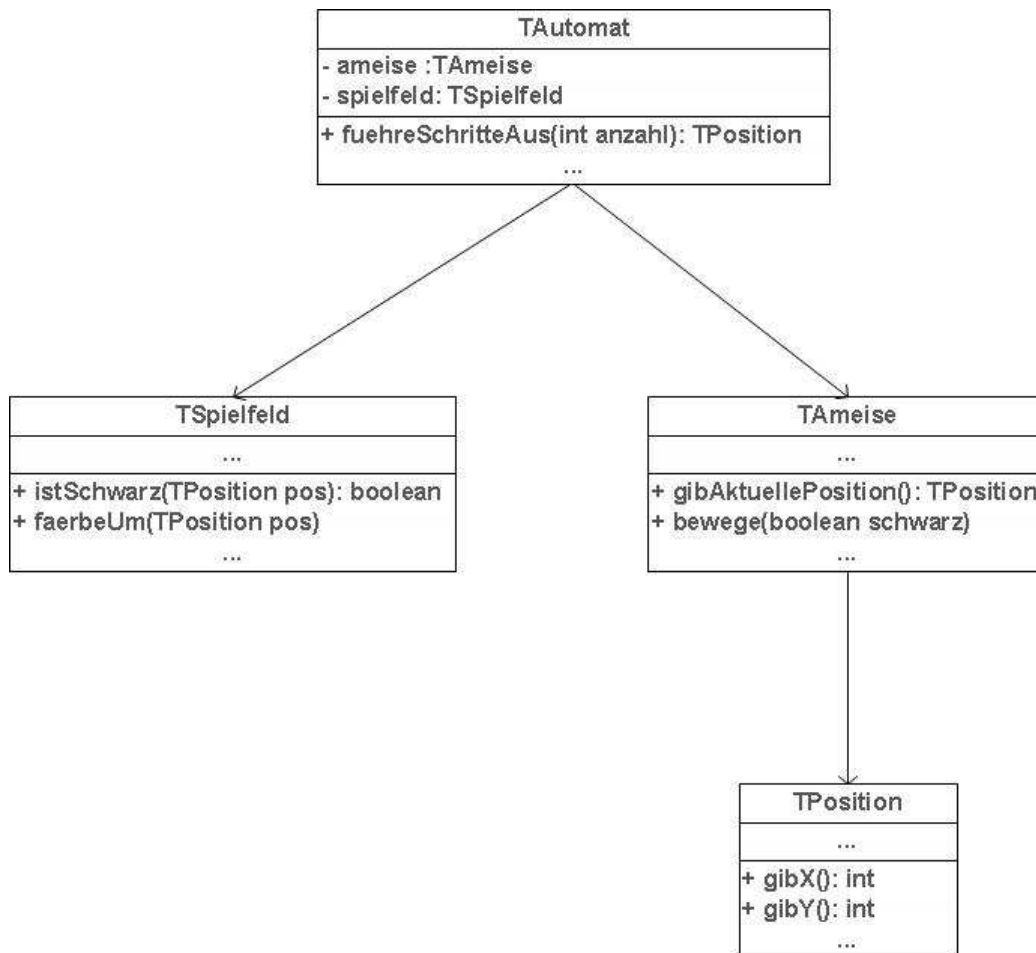 TAutomat
- ameise :TAmeise
- spielfeld: TSpielfeld
+ fuehreSchritteAus(int anzahl): TPosition
...
TSpielfeld
...
+ istSchwarz(TPosition pos): boolean
+ faerbeUm(TPosition pos)
...
TAmeise
...
+ gibAktuellePosition(): TPosition
+ bewege(boolean schwarz)
...
TPosition
...
+ gibX(): int
+ gibY(): int
...